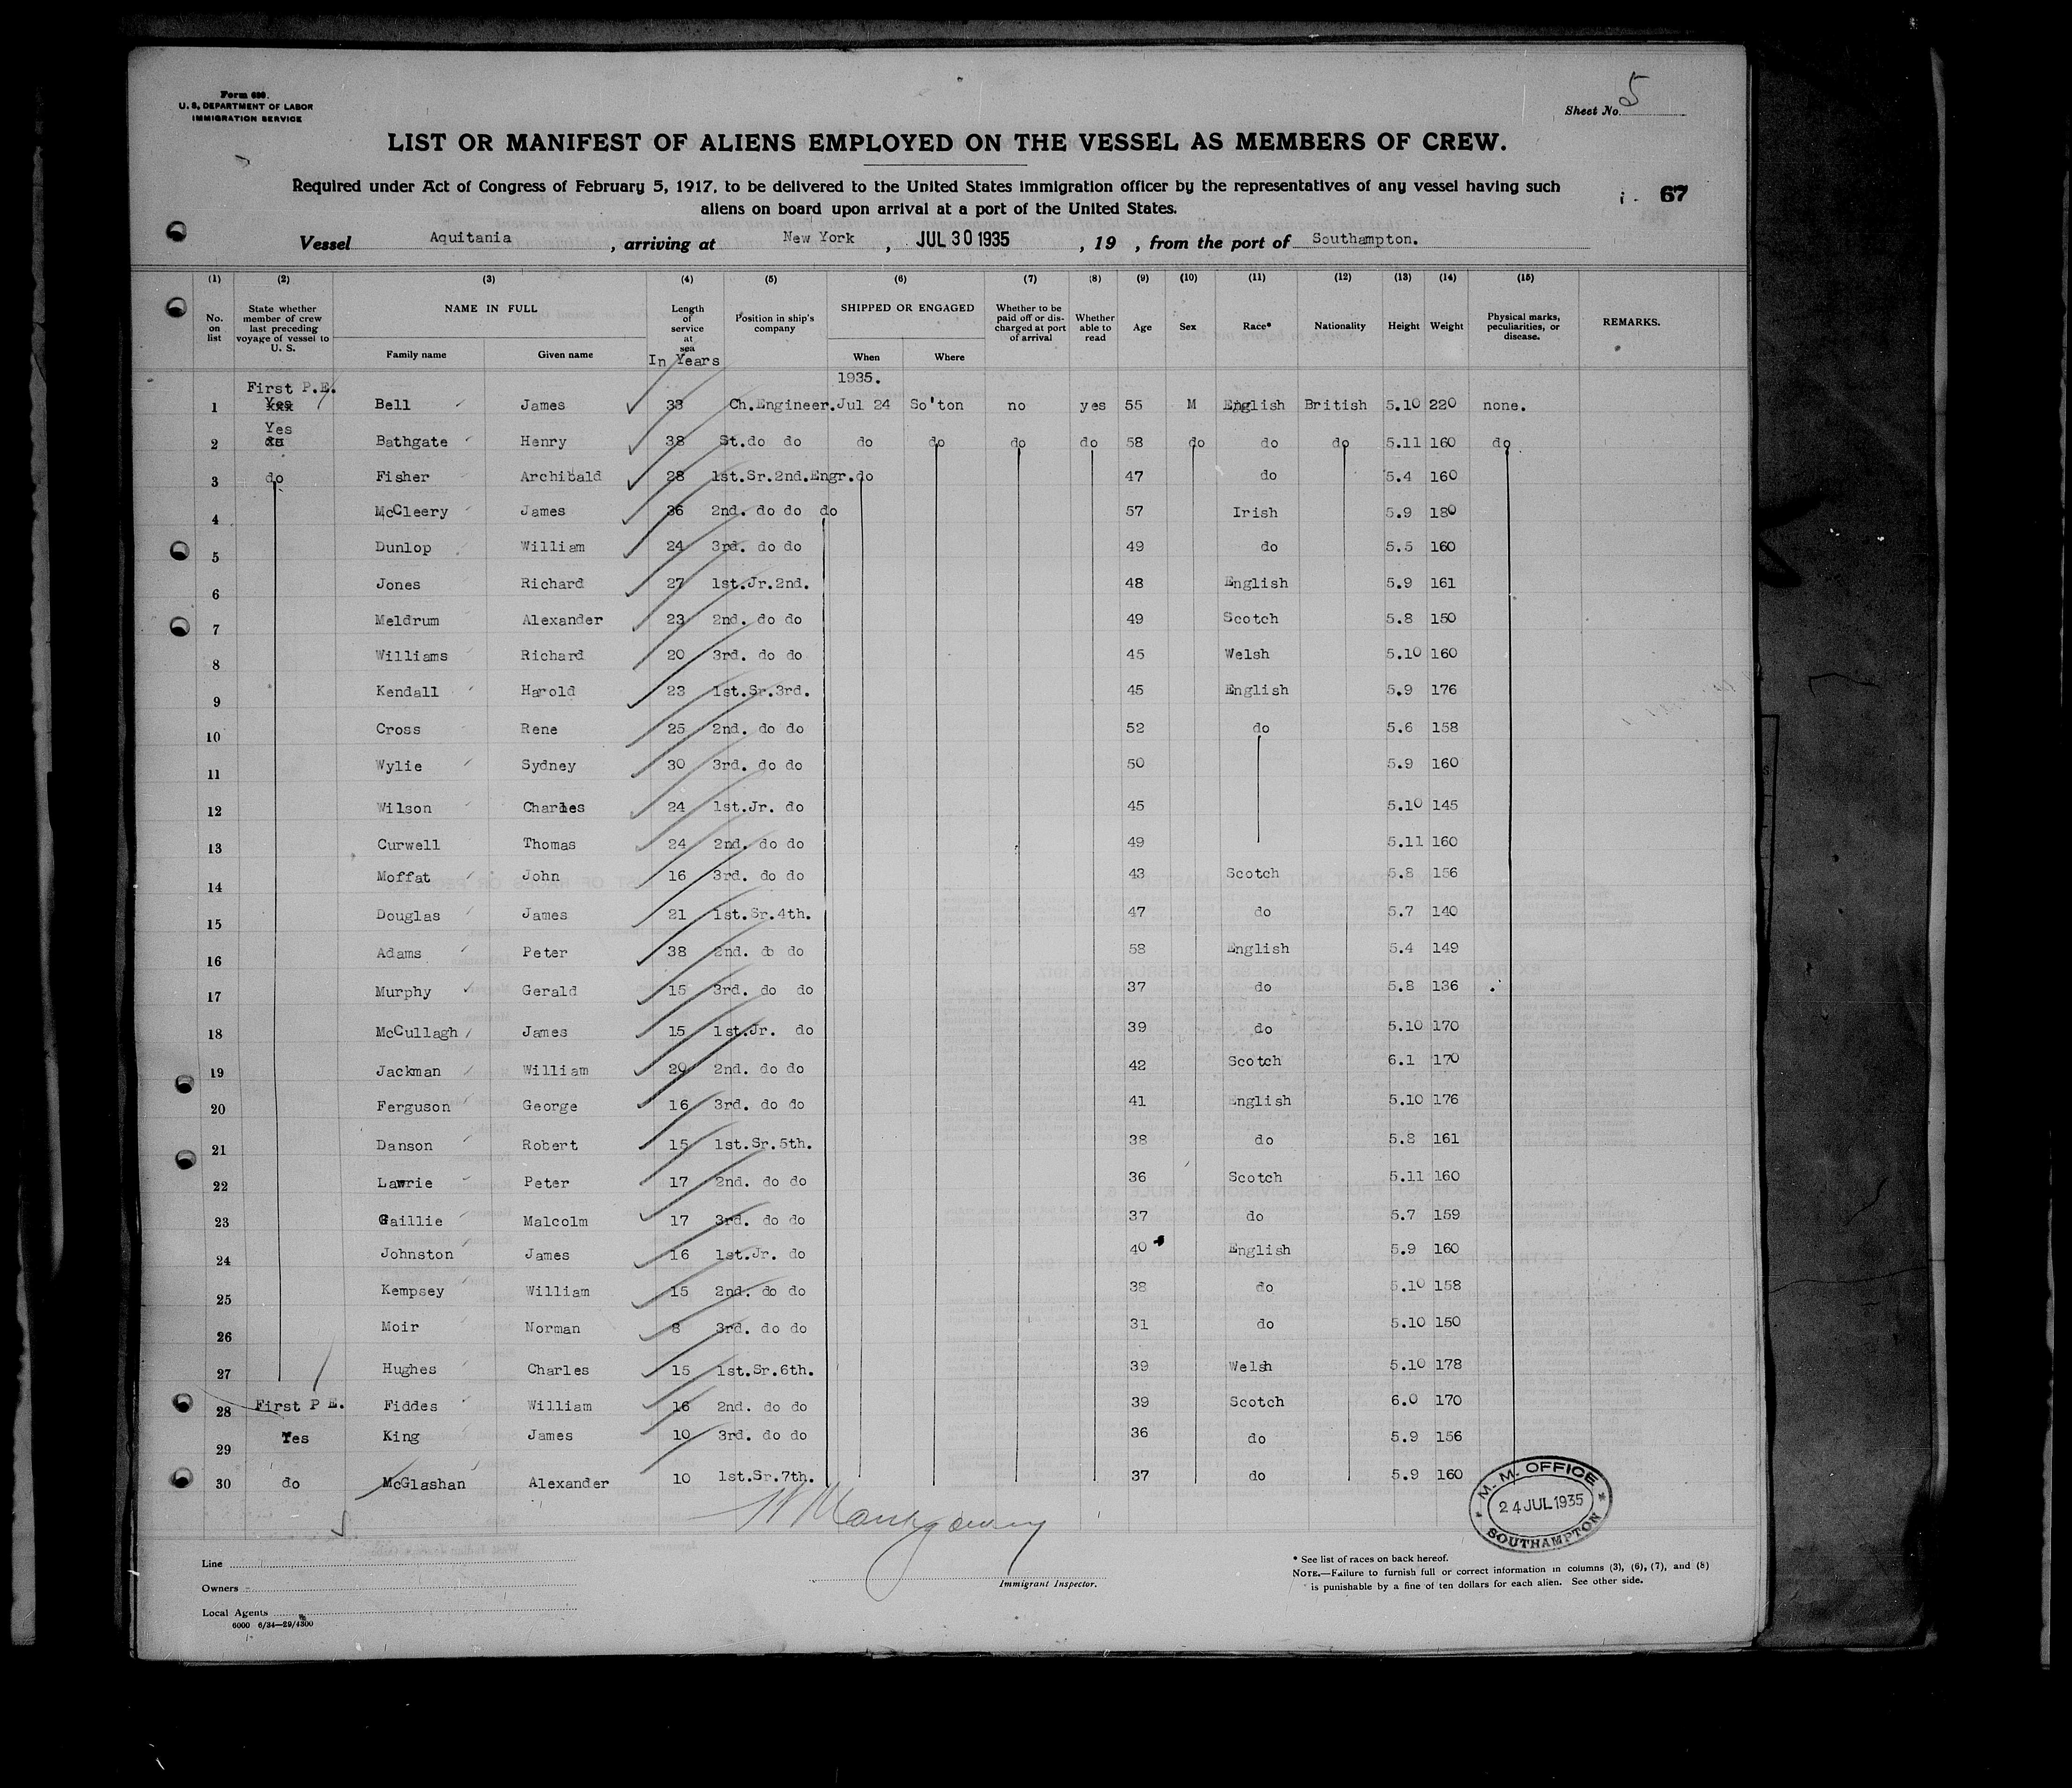 Form 680.
U. S. DEPARTMENT OF LABOR
IMMIGRATION SERVICE
Sheet No. 5
LIST OR MANIFEST OF ALIENS EMPLOYED ON THE VESSEL AS MEMBERS OF CREW.
Required under Act of Congress of February 5, 1917, to be delivered to the United States immigration officer by the representatives of any vessel having such
aliens on board upon arrival at a port of the United States.
67
Vessel Aquitania , arriving at New York , JUL 30 1935 , 19 , from the port of Southampton.
(1) (2) (3) (4) (5) (6) (7) (8) (9) (10) (11) (12) (13) (14) (15)
No. on list State whether member of crew last preceding voyage of vessel to U. S. NAME IN FULL Family name Given name Length of service at sea In Years Position in ship's company SHIPPED OR ENGAGED When Where Whether to be paid off or discharged at port of arrival Whether able to read Age Sex Race* Nationality Height Weight Physical marks, peculiarities, or disease. REMARKS.
First P.E. 1935.
1 Yes Bell James 33 Ch.Engineer. Jul 24 So'ton no yes 55 M English British 5.10 220 none.
Yes
2 do Bathgate Henry 38 St.do do do do do do 58 do do do 5.11 160 do
3 do Fisher Archibald 28 1st.Sr.2nd.Engr. do 47 do 5.4 160
4 McCleery James 36 2nd. do do do 57 Irish 5.9 180
5 Dunlop William 24 3rd. do do 49 do 5.5 160
6 Jones Richard 27 1st.Jr.2nd. 48 English 5.9 161
7 Meldrum Alexander 23 2nd. do do 49 Scotch 5.8 150
8 Williams Richard 20 3rd. do do 45 Welsh 5.10 160
9 Kendall Harold 23 1st.Sr.3rd. 45 English 5.9 176
10 Cross Rene 25 2nd. do do 52 do 5.6 158
11 Wylie Sydney 30 3rd. do do 50 5.9 160
12 Wilson Charles 24 1st.Jr. do 45 5.10 145
13 Curwell Thomas 24 2nd. do do 49 5.11 160
14 Moffat John 16 3rd. do do 43 Scotch 5.8 156
15 Douglas James 21 1st.Sr.4th. 47 do 5.7 140
16 Adams Peter 38 2nd. do do 58 English 5.4 149
17 Murphy Gerald 15 3rd. do do 37 do 5.8 136
18 McCullagh James 15 1st.Jr. do 39 do 5.10 170
19 Jackman William 20 2nd. do do 42 Scotch 6.1 170
20 Ferguson George 16 3rd. do do 41 English 5.10 176
21 Danson Robert 15 1st.Sr.5th. 38 do 5.8 161
22 Lawrie Peter 17 2nd. do do 36 Scotch 5.11 160
23 Gaillie Malcolm 17 3rd. do do 37 do 5.7 159
24 Johnston James 16 1st.Jr. do 40 English 5.9 160
25 Kempsey William 15 2nd. do do 38 do 5.10 158
26 Moir Norman 8 3rd. do do 31 do 5.10 150
27 Hughes Charles 15 1st.Sr.6th. 39 Welsh 5.10 178
28 First P E. Fiddes William 16 2nd. do do 39 Scotch 6.0 170
29 Yes King James 10 3rd. do do 36 do 5.9 156
30 do McGlashan Alexander 10 1st.Sr.7th. 37 do 5.9 160
M. M. OFFICE
24 JUL 1935
SOUTHAMPTON
Montgomery
Immigrant Inspector.
Line
Owners
Local Agents
6000 6/34—29/4300
* See list of races on back hereof.
NOTE.—Failure to furnish full or correct information in columns (3), (6), (7), and (8)
is punishable by a fine of ten dollars for each alien. See other side.